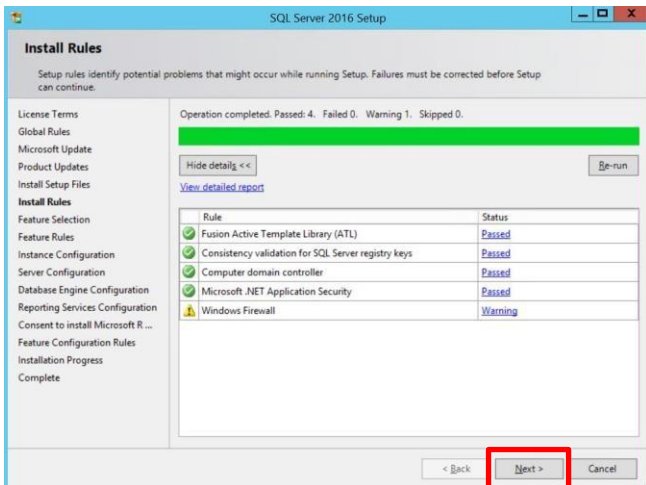 SQL Server 2016 Setup
Install Rules
Setup rules identify potential problems that might occur while running Setup. Failures must be corrected before Setup
can continue.
License Terms
Global Rules
Microsoft Update
Product Updates
Install Setup Files
Install Rules
Feature Selection
Feature Rules
Instance Configuration
Server Configuration
Database Engine Configuration
Reporting Services Configuration
Consent to install Microsoft R ...
Feature Configuration Rules
Installation Progress
Complete
Operation completed. Passed: 4. Failed 0. Warning 1. Skipped 0.
Hide details <<
Re-run
View detailed report
Rule Status
Fusion Active Template Library (ATL) Passed
Consistency validation for SQL Server registry keys Passed
Computer domain controller Passed
Microsoft .NET Application Security Passed
Windows Firewall Warning
< Back Next > Cancel